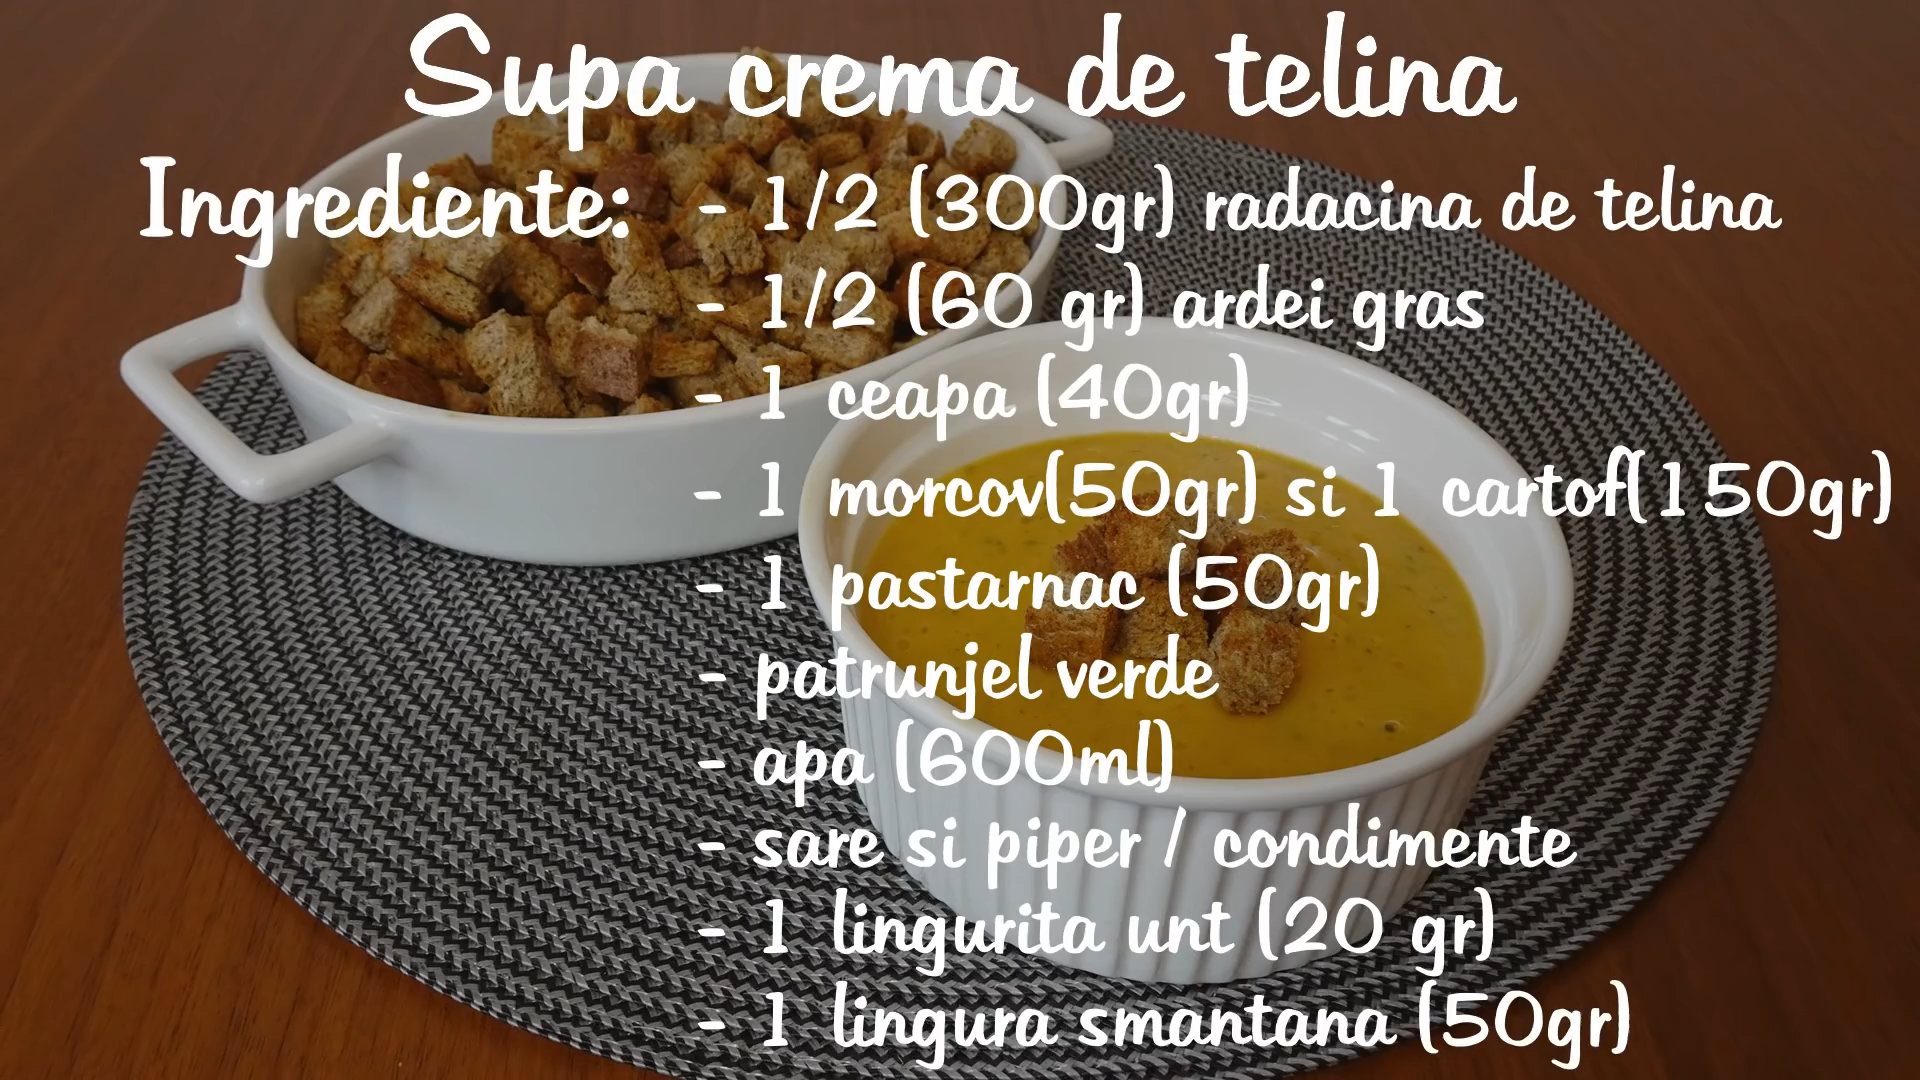 Supa crema de telina
Ingrediente: - 1/2 (300gr) radacina de telina
- 1/2 (60 gr) ardei gras
- 1 ceapa (40gr)
- 1 morcov(50gr) si 1 cartof(150gr)
- 1 pastarnac (50gr)
- patrunjel verde
- apa (600ml)
- sare si piper / condimente
- 1 lingurita unt (20 gr)
- 1 lingura smantana (50gr)